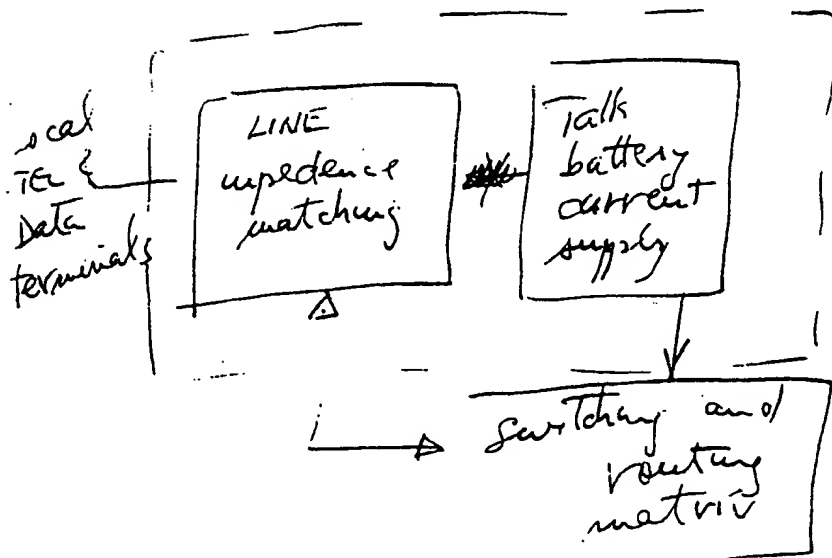 ocal
TEL &
Data
terminals
LINE
impedence
matching
Talk
battery
current
supply
switching and
routing
matrix